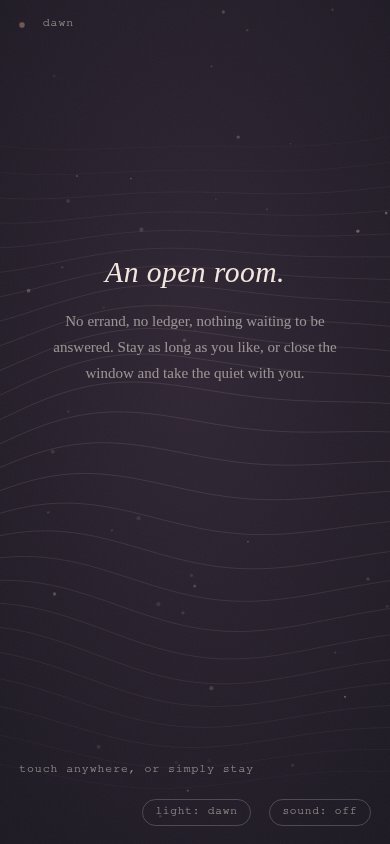 dawn
An open room.
No errand, no ledger, nothing waiting to be
answered. Stay as long as you like, or close the
window and take the quiet with you.
touch anywhere, or simply stay
light: dawn
sound: off